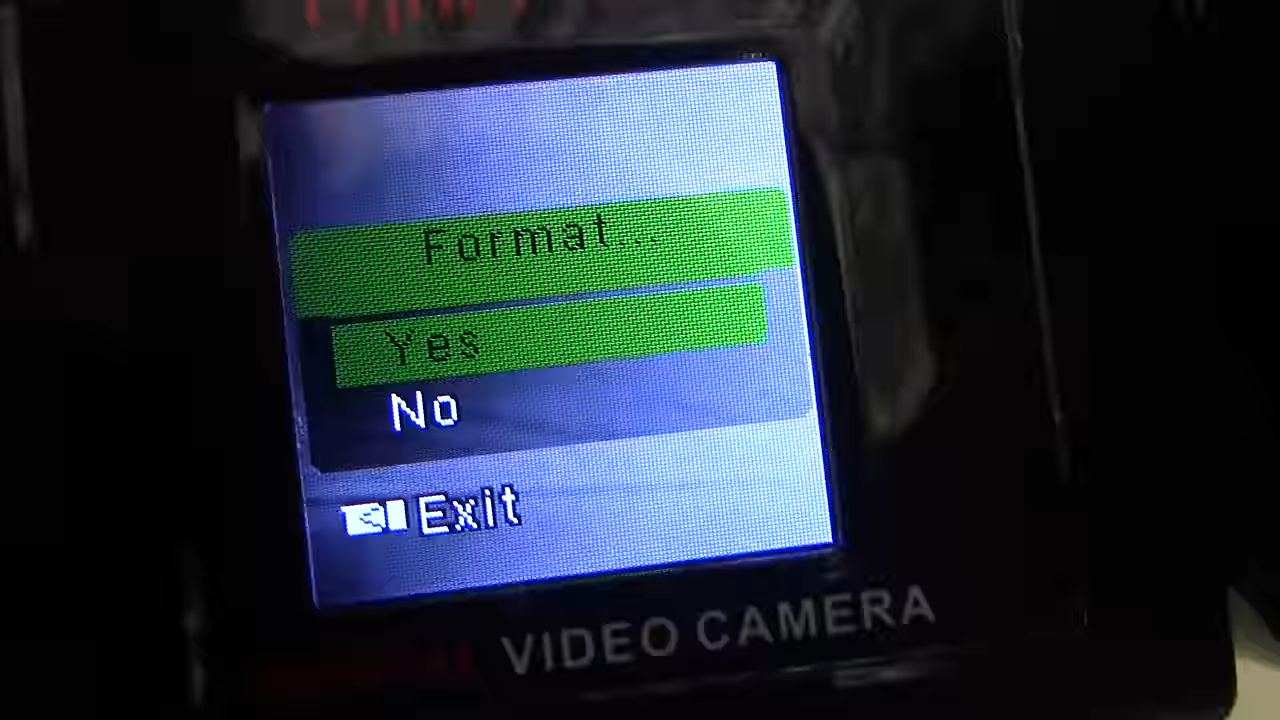 Format...
Yes
No
Exit
VIDEO CAMERA